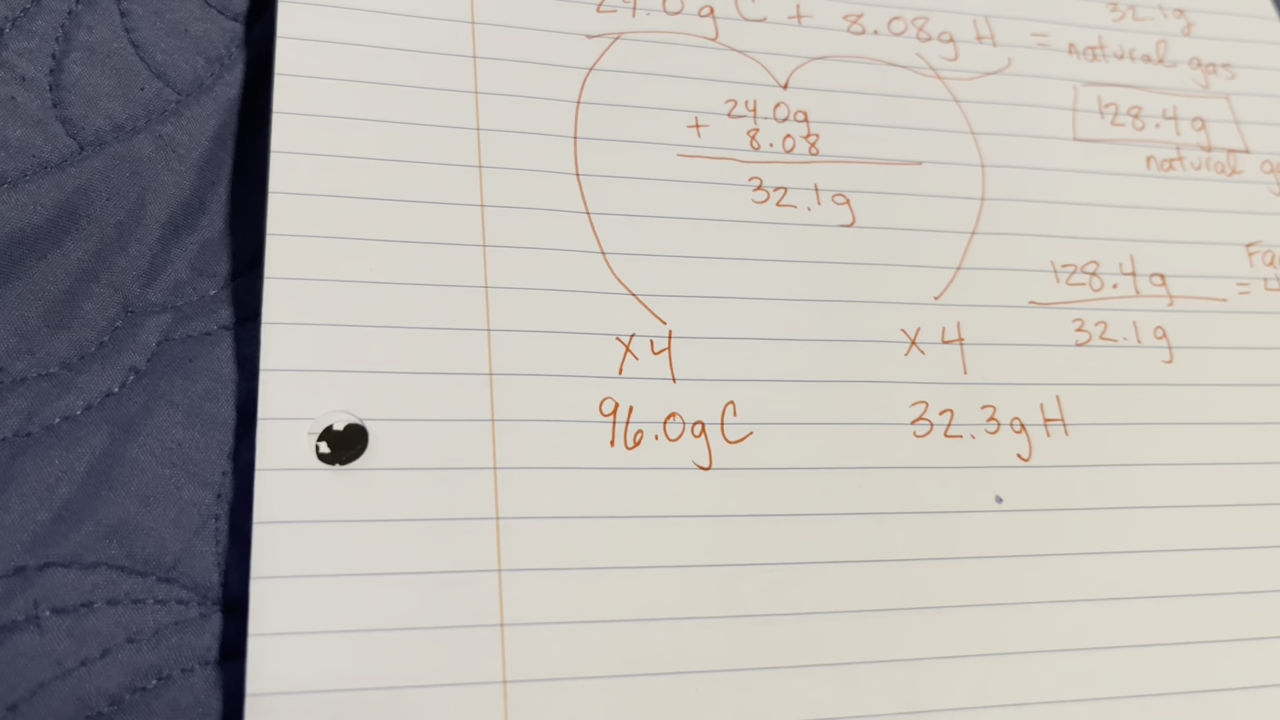 24.0g C + 8.08g H = natural gas
32.1g
24.0g
+ 8.08
32.1g
128.4g
natural
128.4g =
32.1g
x4 x4
96.0g C 32.3g H